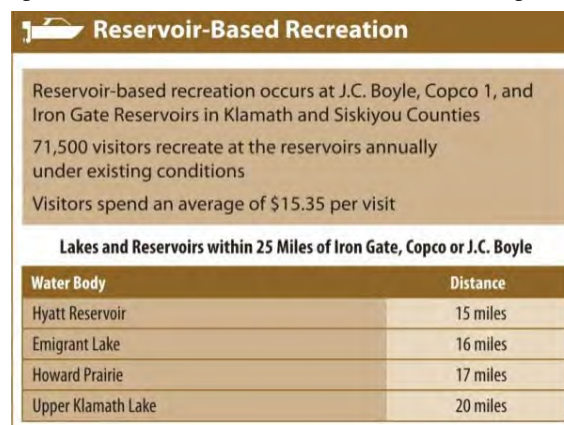 Reservoir-Based Recreation
Reservoir-based recreation occurs at J.C. Boyle, Copco 1, and
Iron Gate Reservoirs in Klamath and Siskiyou Counties
71,500 visitors recreate at the reservoirs annually
under existing conditions
Visitors spend an average of $15.35 per visit
Lakes and Reservoirs within 25 Miles of Iron Gate, Copco or J.C. Boyle
Water Body Distance
Hyatt Reservoir 15 miles
Emigrant Lake 16 miles
Howard Prairie 17 miles
Upper Klamath Lake 20 miles